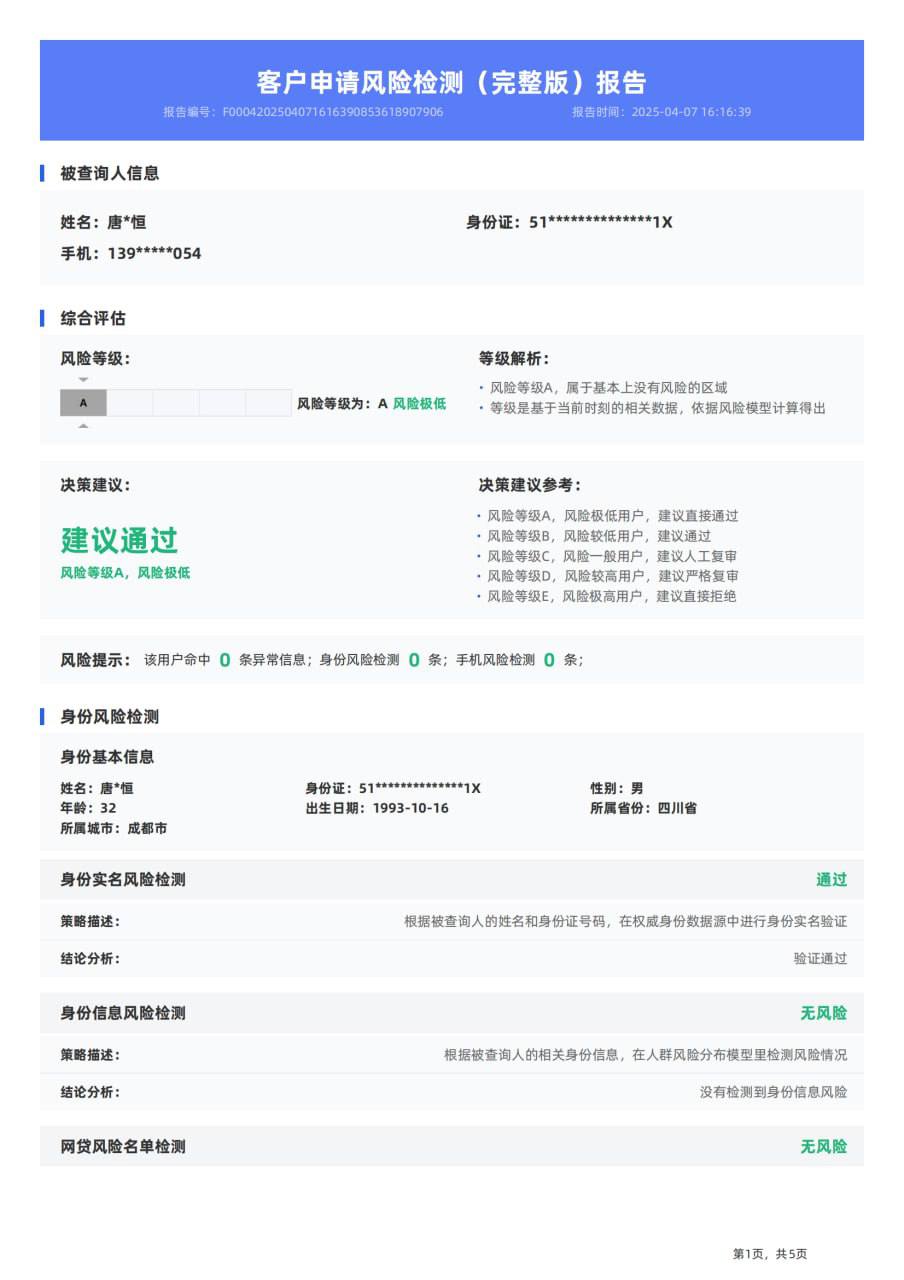 客户申请风险检测（完整版）报告
报告编号：F000420250407161639085361890​7906 报告时间：2025-04-07 16:16:39
被查询人信息
姓名：唐*恒 身份证：51**************1X
手机：139*****054
综合评估
风险等级：
A
风险等级为：A 风险极低
等级解析：
· 风险等级A，属于基本上没有风险的区域
· 等级是基于当前时刻的相关数据，依据风险模型计算得出
决策建议：
建议通过
风险等级A，风险极低
决策建议参考：
· 风险等级A，风险极低用户，建议直接通过
· 风险等级B，风险较低用户，建议通过
· 风险等级C，风险一般用户，建议人工复审
· 风险等级D，风险较高用户，建议严格复审
· 风险等级E，风险极高用户，建议直接拒绝
风险提示： 该用户命中 0 条异常信息；身份风险检测 0 条；手机风险检测 0 条；
身份风险检测
身份基本信息
姓名：唐*恒 身份证：51**************1X 性别：男
年龄：32 出生日期：1993-10-16 所属省份：四川省
所属城市：成都市
身份实名风险检测 通过
策略描述： 根据被查询人的姓名和身份证号码，在权威身份数据源中进行身份实名验证
结论分析： 验证通过
身份信息风险检测 无风险
策略描述： 根据被查询人的相关身份信息，在人群风险分布模型里检测风险情况
结论分析： 没有检测到身份信息风险
网贷风险名单检测 无风险
第1页，共5页